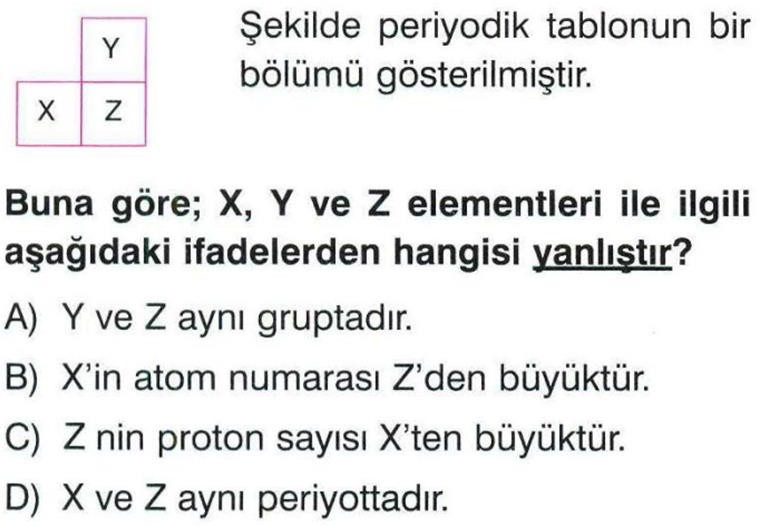 Y
X Z
Şekilde periyodik tablonun bir
bölümü gösterilmiştir.
Buna göre; X, Y ve Z elementleri ile ilgili
aşağıdaki ifadelerden hangisi yanlıştır?
A) Y ve Z aynı gruptadır.
B) X’in atom numarası Z’den büyüktür.
C) Z nin proton sayısı X’ten büyüktür.
D) X ve Z aynı periyottadır.